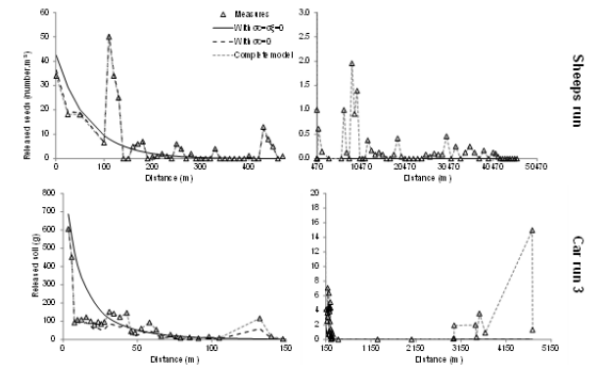 Measures
With σb=σξ=0
With σb=0
Complete model
Released seeds (number.m⁻¹)
60
50
40
30
20
10
0
0 100 200 300 400
Distance (m)
3.0
2.5
2.0
1.5
1.0
0.5
0.0
470 10470 20470 30470 40470 50470
Distance (m)
Sheeps run
Released soil (g)
800
700
600
500
400
300
200
100
0
0 50 100 150
Distance (m)
20
18
16
14
12
10
8
6
4
2
0
150 1150 2150 3150 4150 5150
Distance (m)
Car run 3